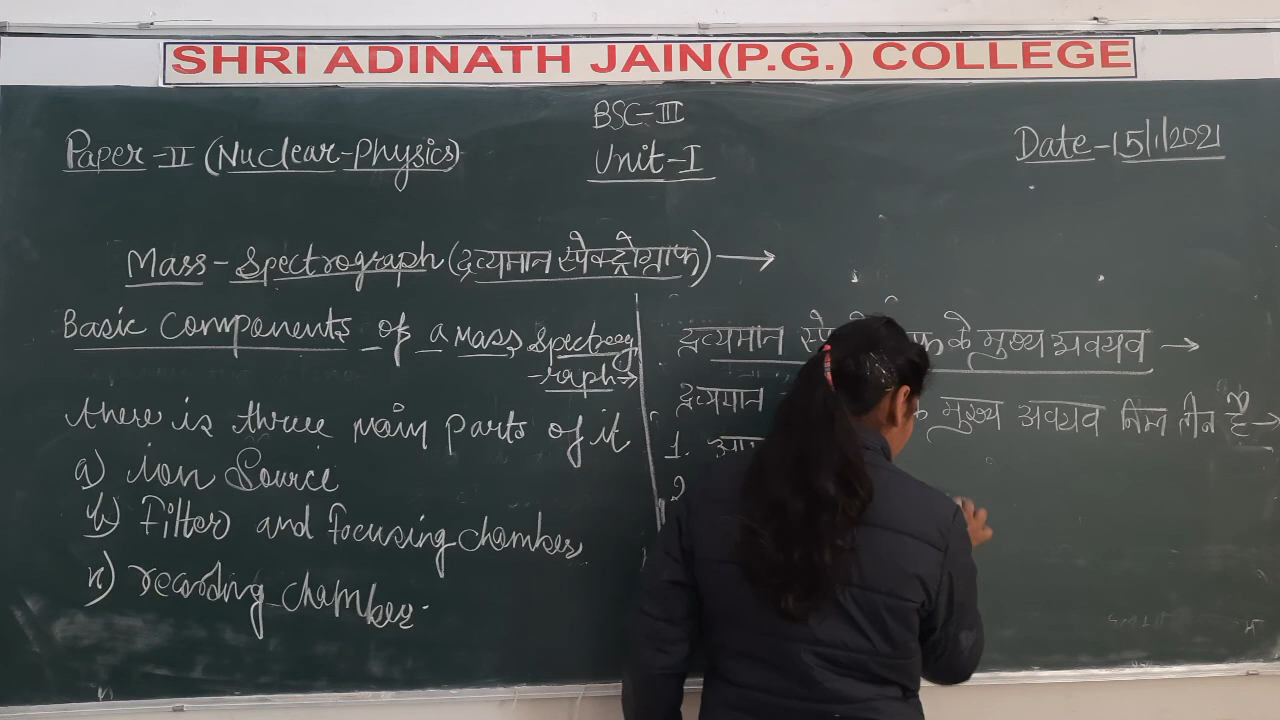 SHRI ADINATH JAIN(P.G.) COLLEGE
BSC-III
Paper-II (Nuclear-Physics)
Unit-I
Date-15/1/2021
Mass-Spectrograph (द्रव्यमान स्पेक्ट्रोग्राफ) →
Basic Components of a Mass Spectrog
-raph→
there is three main parts of it
a) ion Source
b) Filter and Focusing chamber
c) recording chamber.
द्रव्यमान के मुख्य अवयव →
द्रव्यमान मुख्य अवयव निम्न तीन है→
1.
2